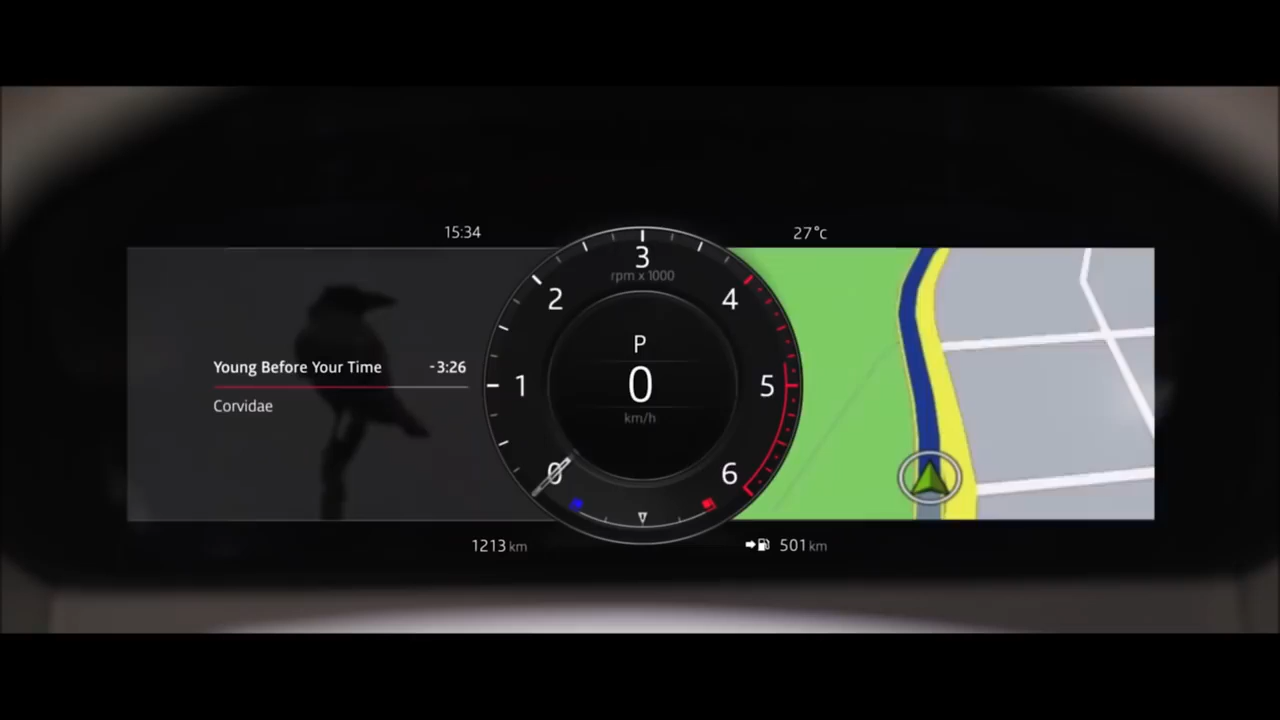 15:34
27°c
3
rpm x 1000
2
4
P
Young Before Your Time
-3:26
1
0
5
Corvidae
km/h
0
6
1213 km
501 km